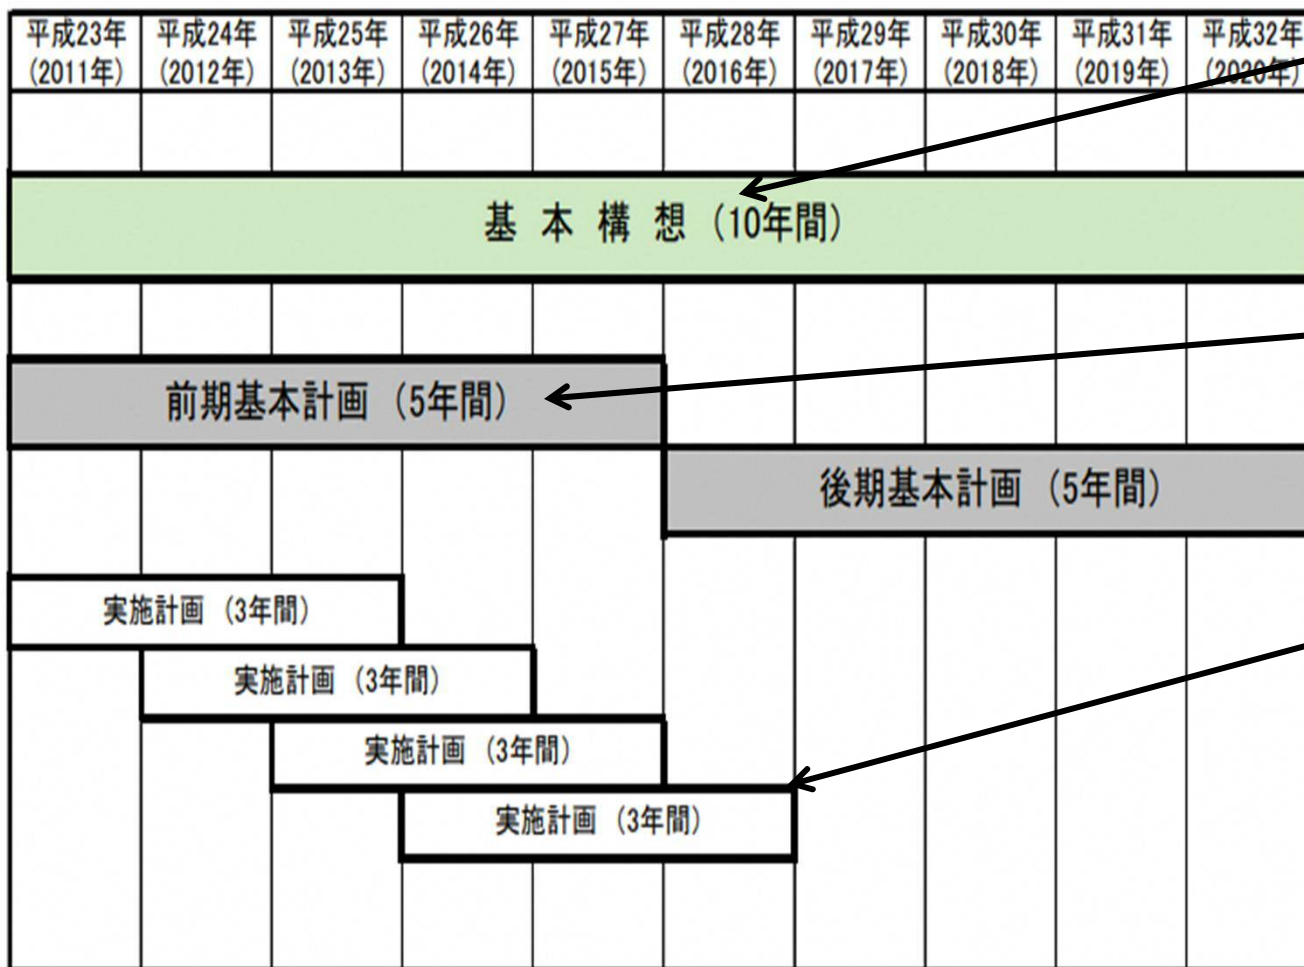 平成23年 平成24年 平成25年 平成26年 平成27年 平成28年 平成29年 平成30年 平成31年 平成32年
(2011年) (2012年) (2013年) (2014年) (2015年) (2016年) (2017年) (2018年) (2019年) (2020年)
基 本 構 想 (10年間)
前期基本計画 (5年間)
後期基本計画 (5年間)
実施計画 (3年間)
実施計画 (3年間)
実施計画 (3年間)
実施計画 (3年間)